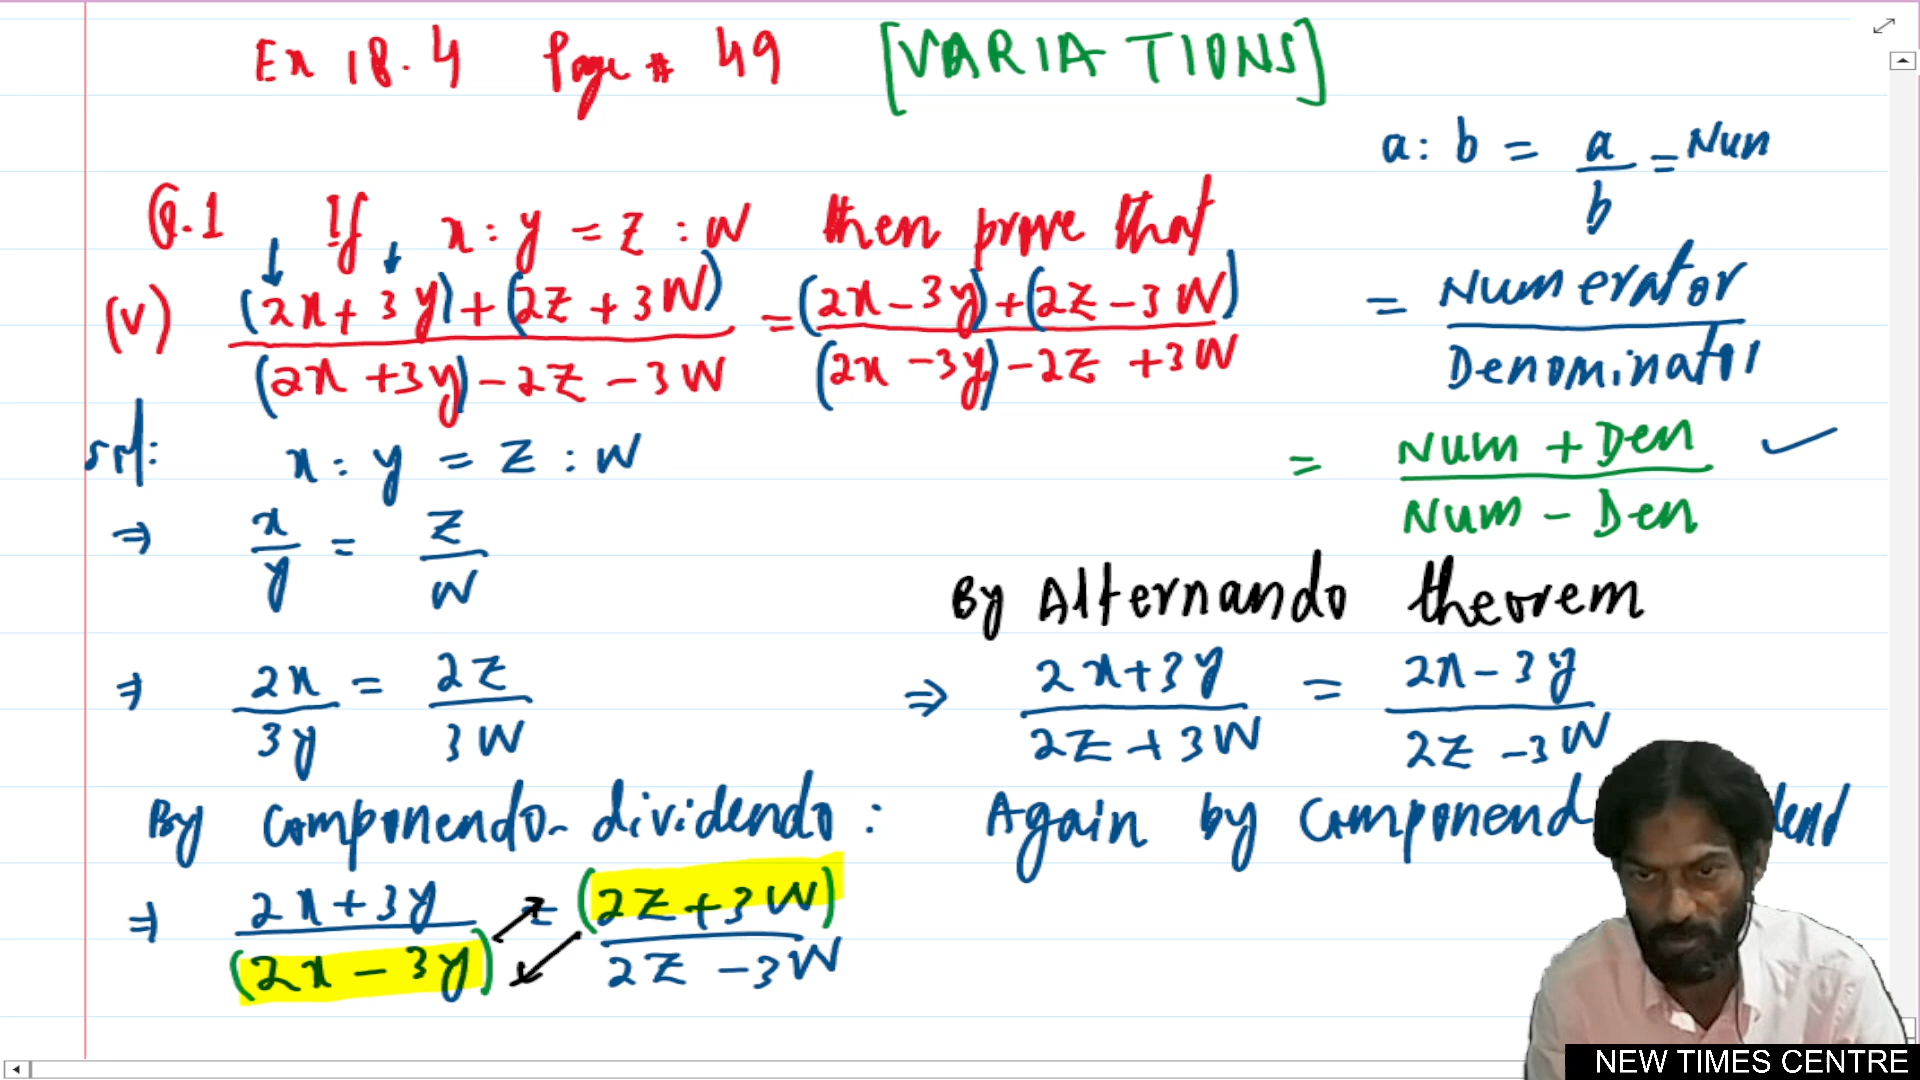 Ex 18.4 Page # 49 [VARIATIONS]
a : b = a/b = Num
Q.1 If x : y = z : w then prove that
(v) ((2x + 3y) + (2z + 3w))/((2x + 3y) - 2z - 3w) = ((2x - 3y) + (2z - 3w))/((2x - 3y) - 2z + 3w)
= Numerator/Denominator
= Num + Den/Num - Den ✓
Sol: x : y = z : w
⇒ x/y = z/w
⇒ 2x/3y = 2z/3w
By Componendo-dividendo:
⇒ 2x+3y/(2x - 3y) = (2z+3w)/2z - 3w
By Alternando theorem
⇒ 2x+3y/2z+3w = 2x - 3y/2z - 3w
Again by Componend dend
NEW TIMES CENTRE